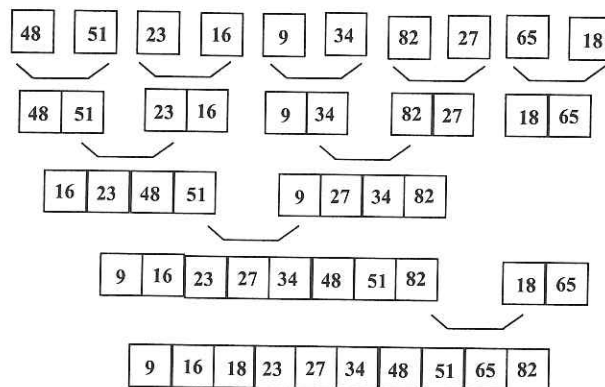 48 51 23 16 9 34 82 27 65 18
48 51 23 16 9 34 82 27 18 65
16 23 48 51 9 27 34 82
9 16 23 27 34 48 51 82 18 65
9 16 18 23 27 34 48 51 65 82